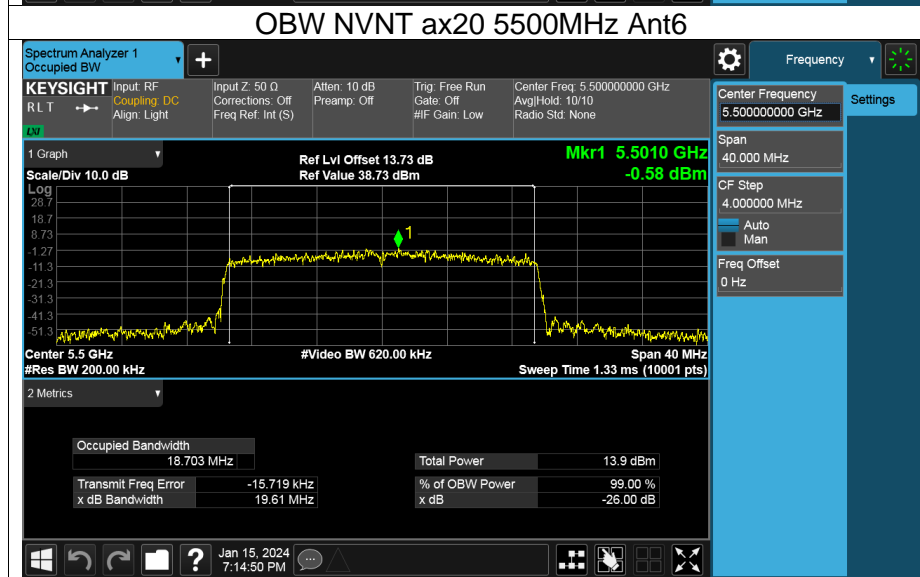 OBW NVNT ax20 5500MHz Ant6
Spectrum Analyzer 1
Occupied BW
+
Frequency
KEYSIGHT
R L T
LXI
Input: RF
Coupling: DC
Align: Light
Input Z: 50 Ω
Corrections: Off
Freq Ref: Int (S)
Atten: 10 dB
Preamp: Off
Trig: Free Run
Gate: Off
#IF Gain: Low
Center Freq: 5.500000000 GHz
Avg|Hold: 10/10
Radio Std: None
Center Frequency
5.500000000 GHz
Settings
Span
40.000 MHz
CF Step
4.000000 MHz
Auto
Man
Freq Offset
0 Hz
1 Graph
Ref Lvl Offset 13.73 dB
Mkr1 5.5010 GHz
Scale/Div 10.0 dB
Ref Value 38.73 dBm
-0.58 dBm
Log
28.7
18.7
8.73
-1.27
-11.3
-21.3
-31.3
-41.3
-51.3
1
Center 5.5 GHz
#Video BW 620.00 kHz
Span 40 MHz
#Res BW 200.00 kHz
Sweep Time 1.33 ms (10001 pts)
2 Metrics
Occupied Bandwidth
18.703 MHz
Total Power 13.9 dBm
Transmit Freq Error -15.719 kHz
% of OBW Power 99.00 %
x dB Bandwidth 19.61 MHz
x dB -26.00 dB
?
Jan 15, 2024
7:14:50 PM